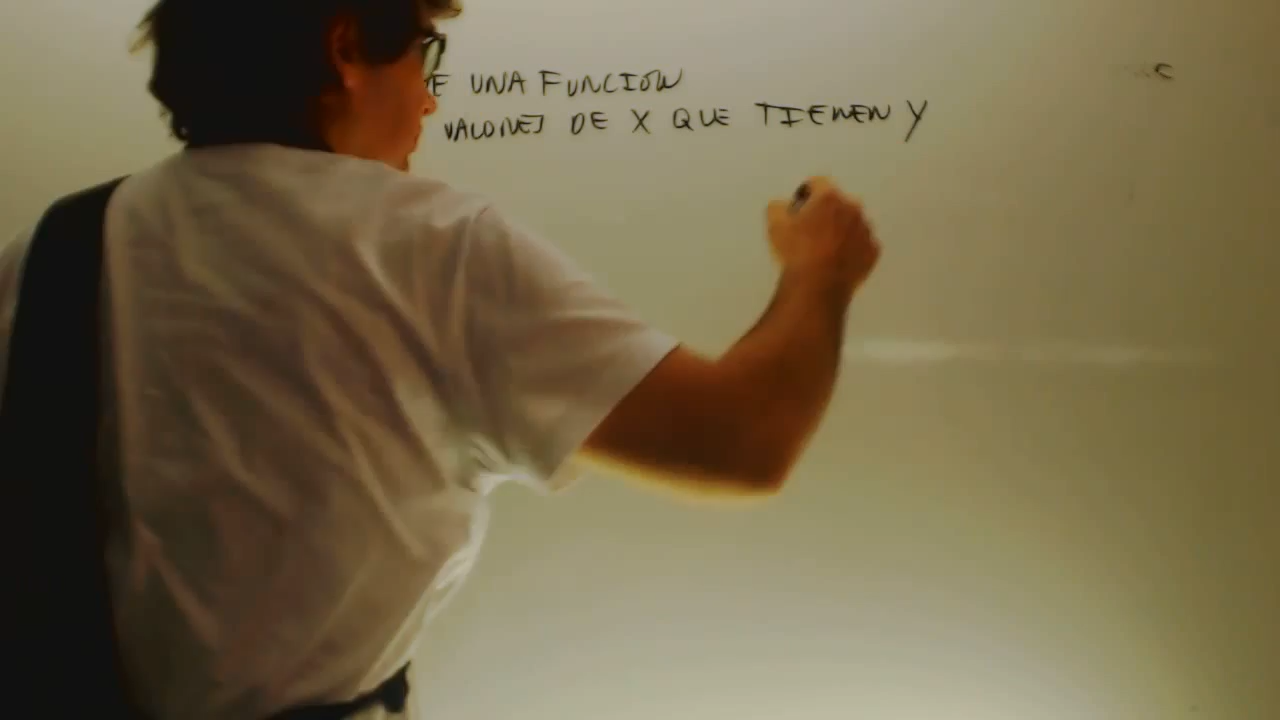 E UNA FUNCION
VALORES DE X QUE TIENEN Y
C